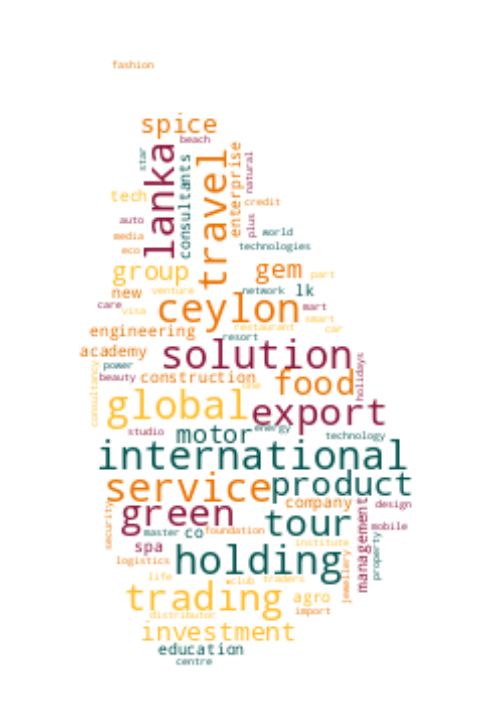 fashion
spice
beach
star
lanka
consultants
travel
enterprise
natural
tech
credit
auto
plus
world
media
technologies
eco
group
gem
part
new
venture
network
lk
care
visa
ceylon
mart
smart
engineering
restaurant
car
resort
academy
solution
power
holidays
beauty
construction
one
food
consultancy
global
export
studio
motor
energy
technology
international
service
product
security
green
company
design
tour
management
mobile
master
co
foundation
property
spa
institute
logistics
holding
jewellery
life
club
traders
trading
agro
distributor
import
investment
education
centre